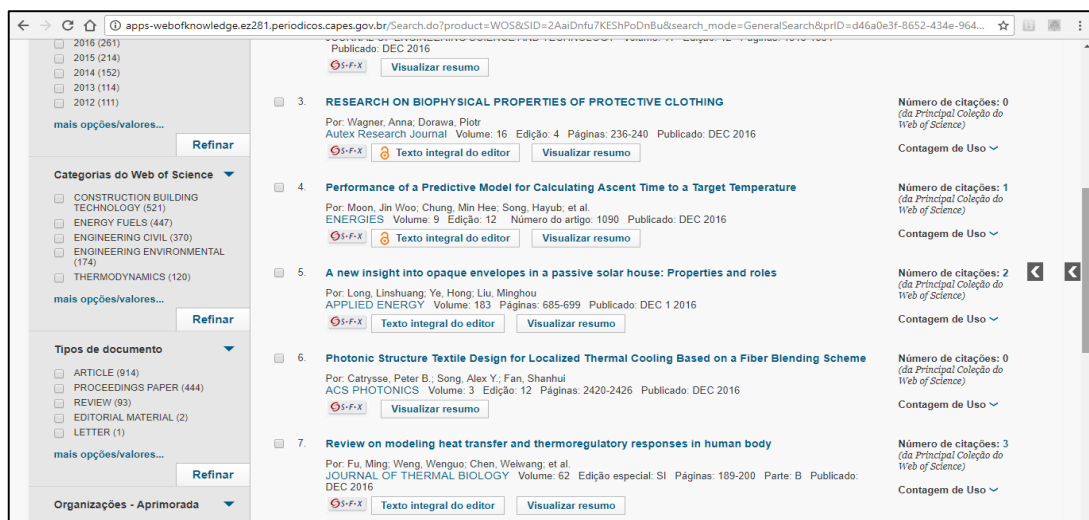 apps-webofknowledge.ez281.periodicos.capes.gov.br/Search.do?product=WOS&SID=2AaiDnfu7KEShPoDnBu&search_mode=GeneralSearch&prID=d46a0e3f-8652-434e-964...
2016 (261)
2015 (214)
2014 (152)
2013 (114)
2012 (111)
mais opções/valores...
Refinar
Categorias do Web of Science
CONSTRUCTION BUILDING
TECHNOLOGY (521)
ENERGY FUELS (447)
ENGINEERING CIVIL (370)
ENGINEERING ENVIRONMENTAL
(174)
THERMODYNAMICS (120)
mais opções/valores...
Refinar
Tipos de documento
ARTICLE (914)
PROCEEDINGS PAPER (444)
REVIEW (93)
EDITORIAL MATERIAL (2)
LETTER (1)
mais opções/valores...
Refinar
Organizações - Aprimorada
JOURNAL OF ENGINEERING SCIENCE AND TECHNOLOGY
Publicado: DEC 2016
S·F·X Visualizar resumo
3. RESEARCH ON BIOPHYSICAL PROPERTIES OF PROTECTIVE CLOTHING
Por: Wagner, Anna; Dorawa, Piotr
Autex Research Journal Volume: 16 Edição: 4 Páginas: 236-240 Publicado: DEC 2016
S·F·X Texto integral do editor Visualizar resumo
Número de citações: 0
(da Principal Coleção do
Web of Science)
Contagem de Uso
4. Performance of a Predictive Model for Calculating Ascent Time to a Target Temperature
Por: Moon, Jin Woo; Chung, Min Hee; Song, Hayub; et al.
ENERGIES Volume: 9 Edição: 12 Número do artigo: 1090 Publicado: DEC 2016
S·F·X Texto integral do editor Visualizar resumo
Número de citações: 1
(da Principal Coleção do
Web of Science)
Contagem de Uso
5. A new insight into opaque envelopes in a passive solar house: Properties and roles
Por: Long, Linshuang; Ye, Hong; Liu, Minghou
APPLIED ENERGY Volume: 183 Páginas: 685-699 Publicado: DEC 1 2016
S·F·X Texto integral do editor Visualizar resumo
Número de citações: 2
(da Principal Coleção do
Web of Science)
Contagem de Uso
6. Photonic Structure Textile Design for Localized Thermal Cooling Based on a Fiber Blending Scheme
Por: Catrysse, Peter B.; Song, Alex Y.; Fan, Shanhui
ACS PHOTONICS Volume: 3 Edição: 12 Páginas: 2420-2426 Publicado: DEC 2016
S·F·X Visualizar resumo
Número de citações: 0
(da Principal Coleção do
Web of Science)
Contagem de Uso
7. Review on modeling heat transfer and thermoregulatory responses in human body
Por: Fu, Ming; Weng, Wenguo; Chen, Weiwang; et al.
JOURNAL OF THERMAL BIOLOGY Volume: 62 Edição especial: SI Páginas: 189-200 Parte: B Publicado:
DEC 2016
S·F·X Texto integral do editor Visualizar resumo
Número de citações: 3
(da Principal Coleção do
Web of Science)
Contagem de Uso